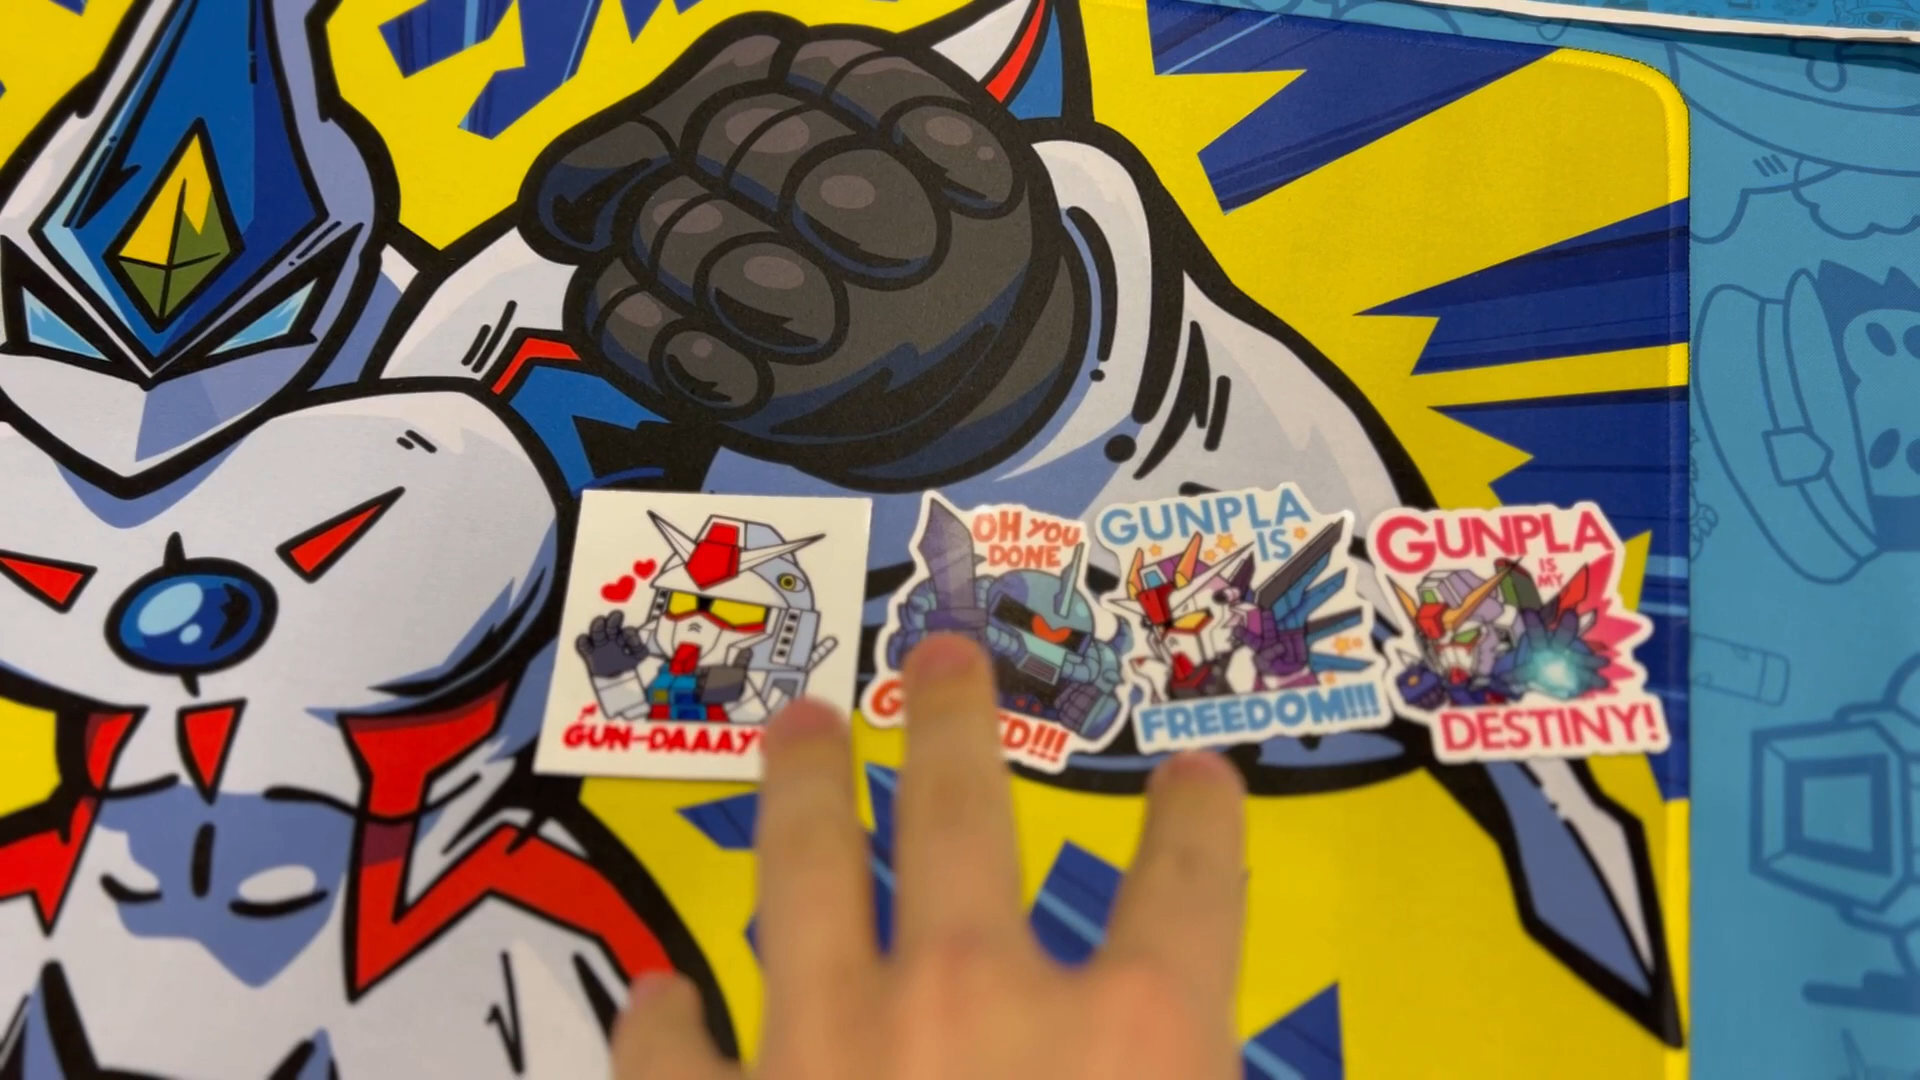 GUN-DAAAY
OH YOU
DONE
GUNPLA
IS
FREEDOM!!!
GUNPLA
IS
MY
DESTINY!